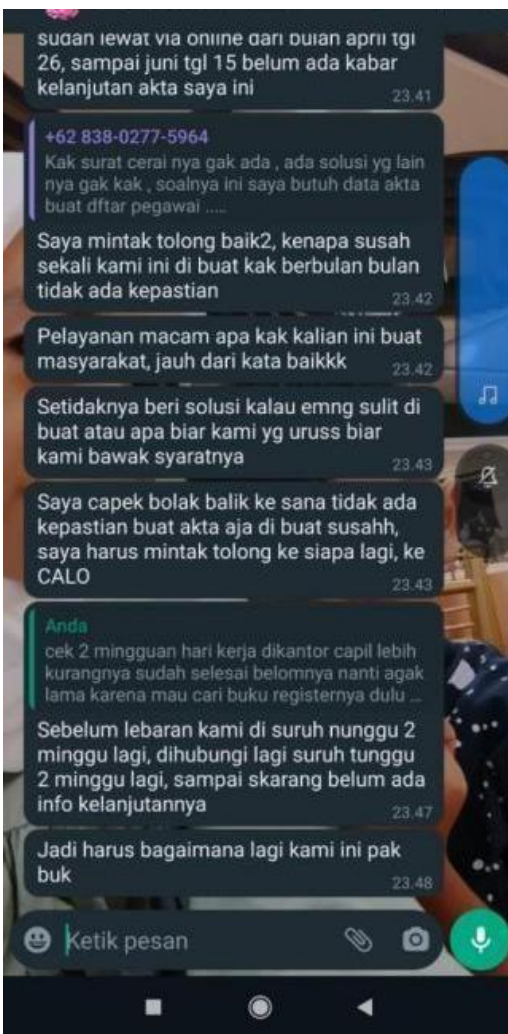 sudah lewat via online dari bulan april tgl
26, sampai juni tgl 15 belum ada kabar
kelanjutan akta saya ini
23.41
+62 838-0277-5964
Kak surat cerai nya gak ada , ada solusi yg lain
nya gak kak , soalnya ini saya butuh data akta
buat dftar pegawai .....
Saya mintak tolong baik2, kenapa susah
sekali kami ini di buat kak berbulan bulan
tidak ada kepastian
23.42
Pelayanan macam apa kak kalian ini buat
masyarakat, jauh dari kata baikkk
23.42
Setidaknya beri solusi kalau emng sulit di
buat atau apa biar kami yg uruss biar
kami bawak syaratnya
23.43
Saya capek bolak balik ke sana tidak ada
kepastian buat akta aja di buat susahh,
saya harus mintak tolong ke siapa lagi, ke
CALO
23.43
Anda
cek 2 mingguan hari kerja dikantor capil lebih
kurangnya sudah selesai belomnya nanti agak
lama karena mau cari buku registernya dulu ...
Sebelum lebaran kami di suruh nunggu 2
minggu lagi, dihubungi lagi suruh tunggu
2 minggu lagi, sampai skarang belum ada
info kelanjutannya
23.47
Jadi harus bagaimana lagi kami ini pak
buk
23.48
Ketik pesan